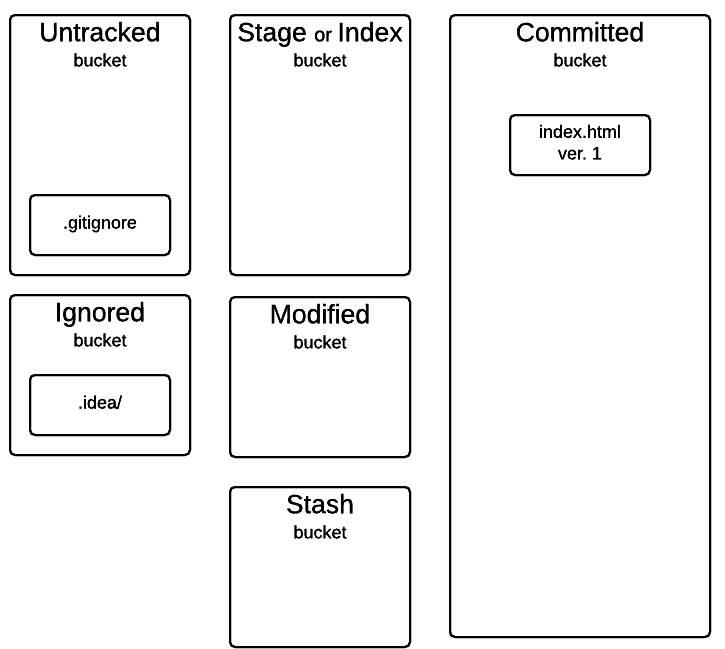 Untracked
bucket
.gitignore
Stage or Index
bucket
Committed
bucket
index.html
ver. 1
Ignored
bucket
.idea/
Modified
bucket
Stash
bucket